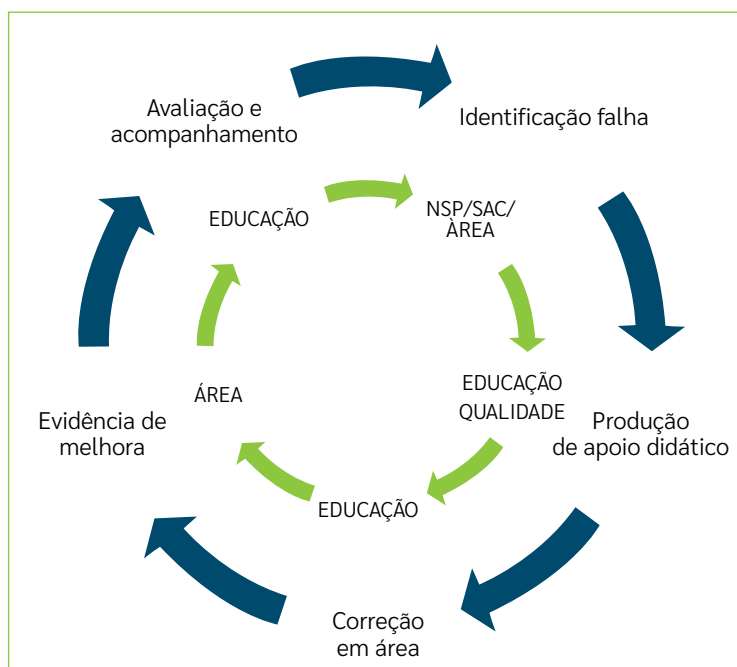 Avaliação e
acompanhamento
Identificação falha
EDUCAÇÃO
NSP/SAC/
ÀREA
EDUCAÇÃO
QUALIDADE
Produção
de apoio didático
ÁREA
Evidência de
melhora
EDUCAÇÃO
Correção
em área